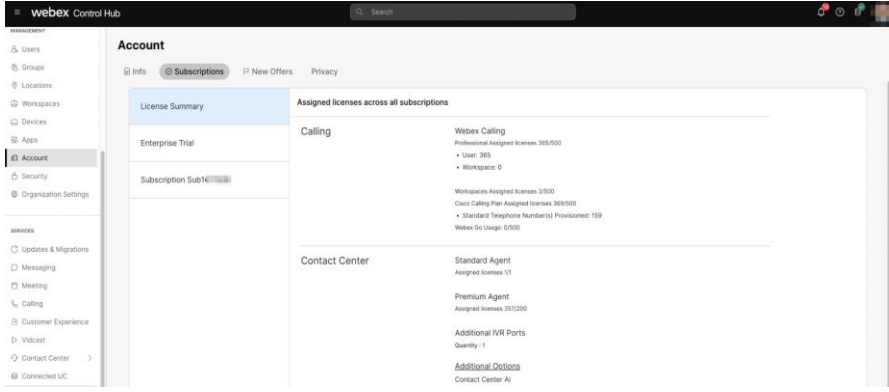 webex Control Hub
Search
MANAGEMENT
Users
Groups
Locations
Workspaces
Devices
Apps
Account
Security
Organization Settings
SERVICES
Updates & Migrations
Messaging
Meeting
Calling
Customer Experience
Vidcast
Contact Center
Connected UC
Account
Info
Subscriptions
New Offers
Privacy
License Summary
Enterprise Trial
Subscription Sub16
Assigned licenses across all subscriptions
Calling
Webex Calling
Professional Assigned licenses 365/500
• User: 365
• Workspace: 0
Workspaces Assigned licenses 3/500
Cisco Calling Plan Assigned licenses 369/500
• Standard Telephone Number(s) Provisioned: 159
Webex Go Usage: 0/500
Contact Center
Standard Agent
Assigned licenses 1/1
Premium Agent
Assigned licenses 357/200
Additional IVR Ports
Quantity : 1
Additional Options
Contact Center AI